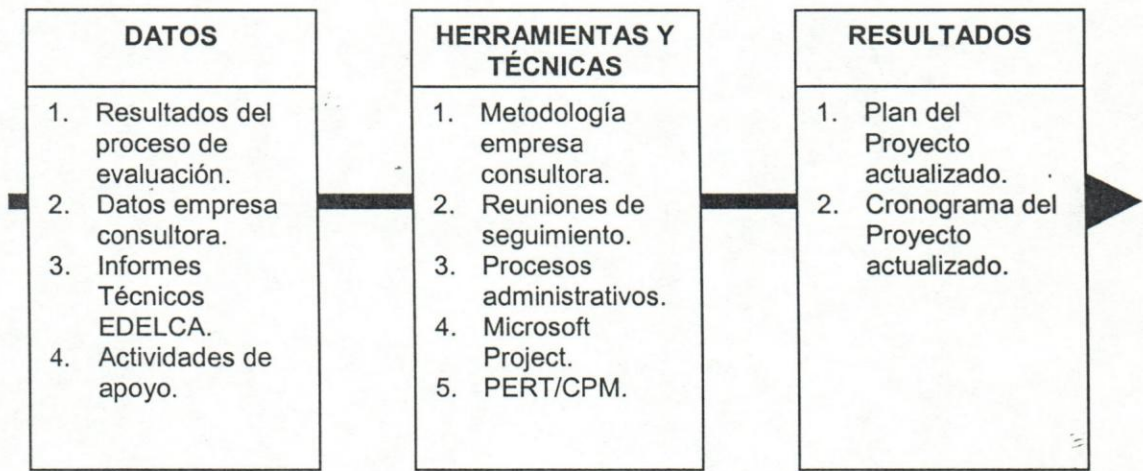 DATOS
1. Resultados del
proceso de
evaluación.
2. Datos empresa
consultora.
3. Informes
Técnicos
EDELCA.
4. Actividades de
apoyo.
HERRAMIENTAS Y
TÉCNICAS
1. Metodología
empresa
consultora.
2. Reuniones de
seguimiento.
3. Procesos
administrativos.
4. Microsoft
Project.
5. PERT/CPM.
RESULTADOS
1. Plan del
Proyecto
actualizado.
2. Cronograma del
Proyecto
actualizado.